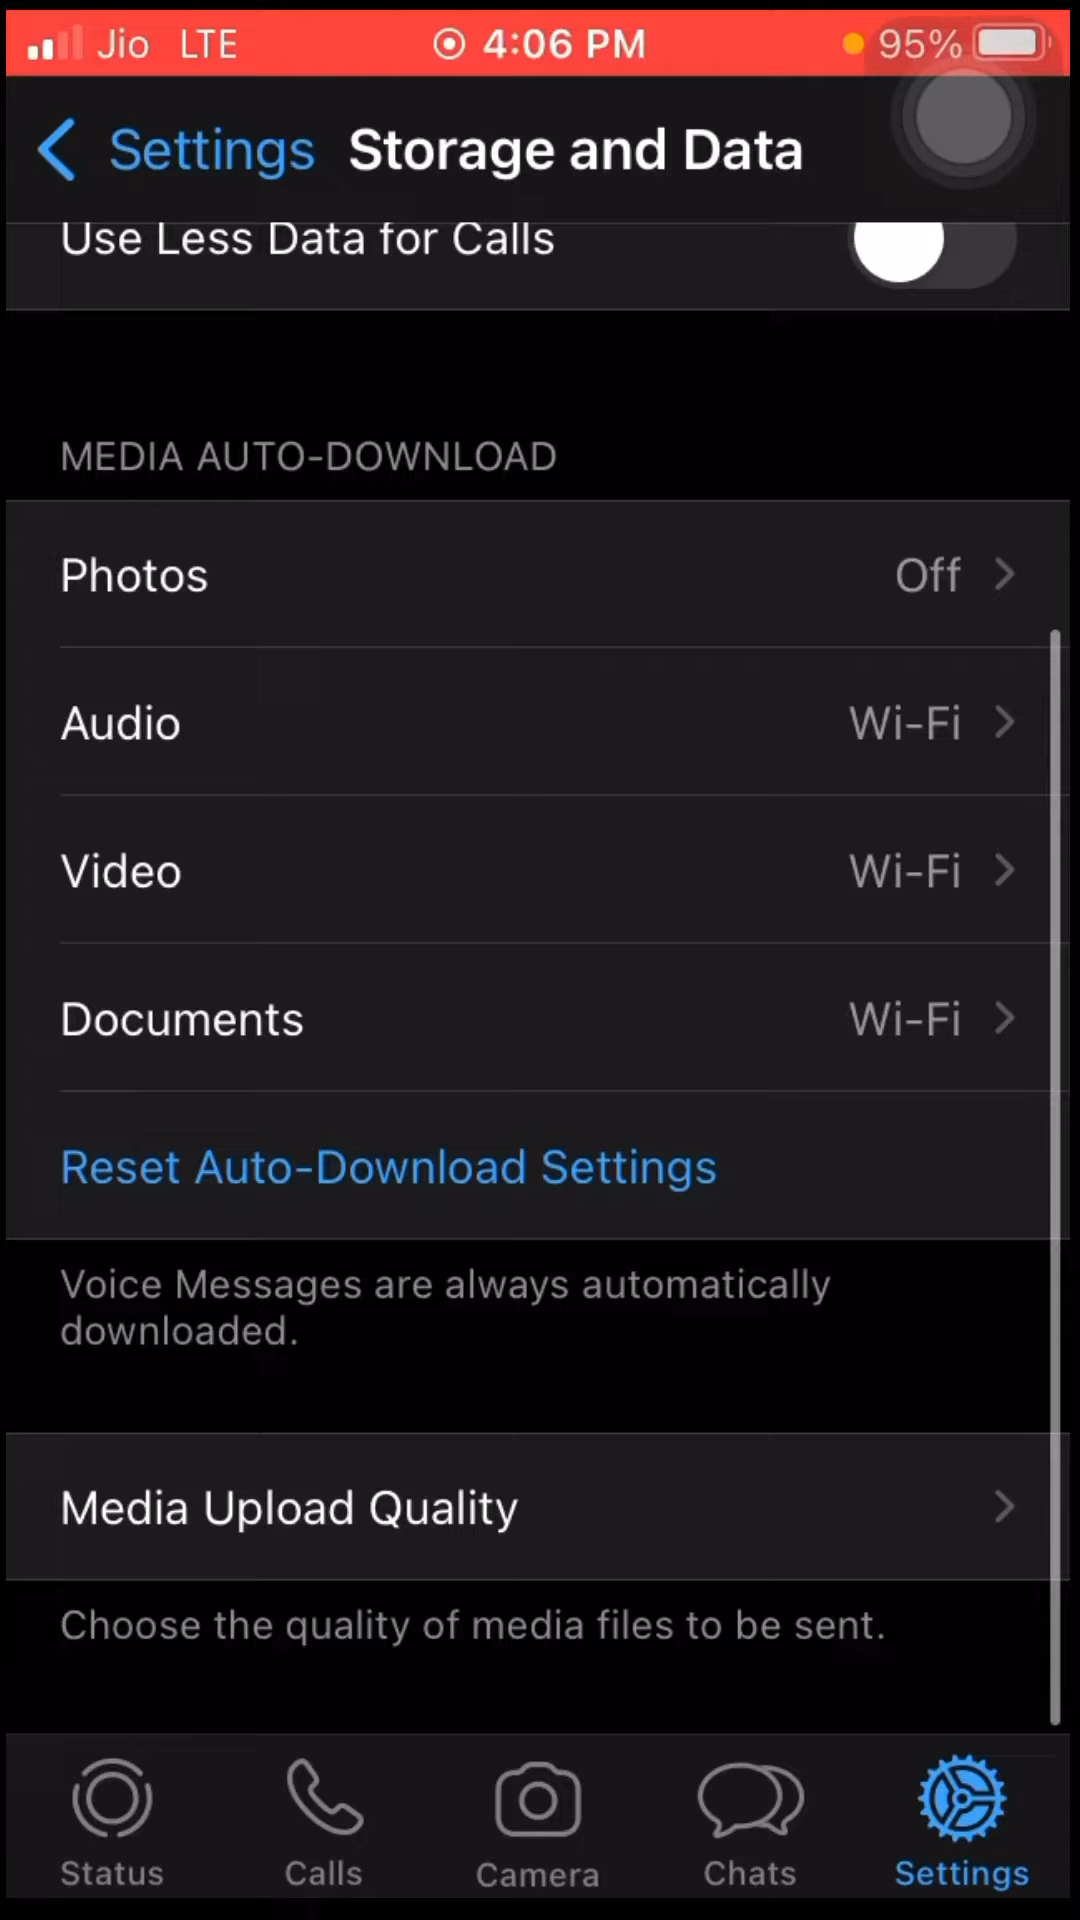 Jio LTE 4:06 PM 95%
Settings Storage and Data
Use Less Data for Calls
MEDIA AUTO-DOWNLOAD
Photos Off
Audio Wi-Fi
Video Wi-Fi
Documents Wi-Fi
Reset Auto-Download Settings
Voice Messages are always automatically
downloaded.
Media Upload Quality
Choose the quality of media files to be sent.
Status Calls Camera Chats Settings